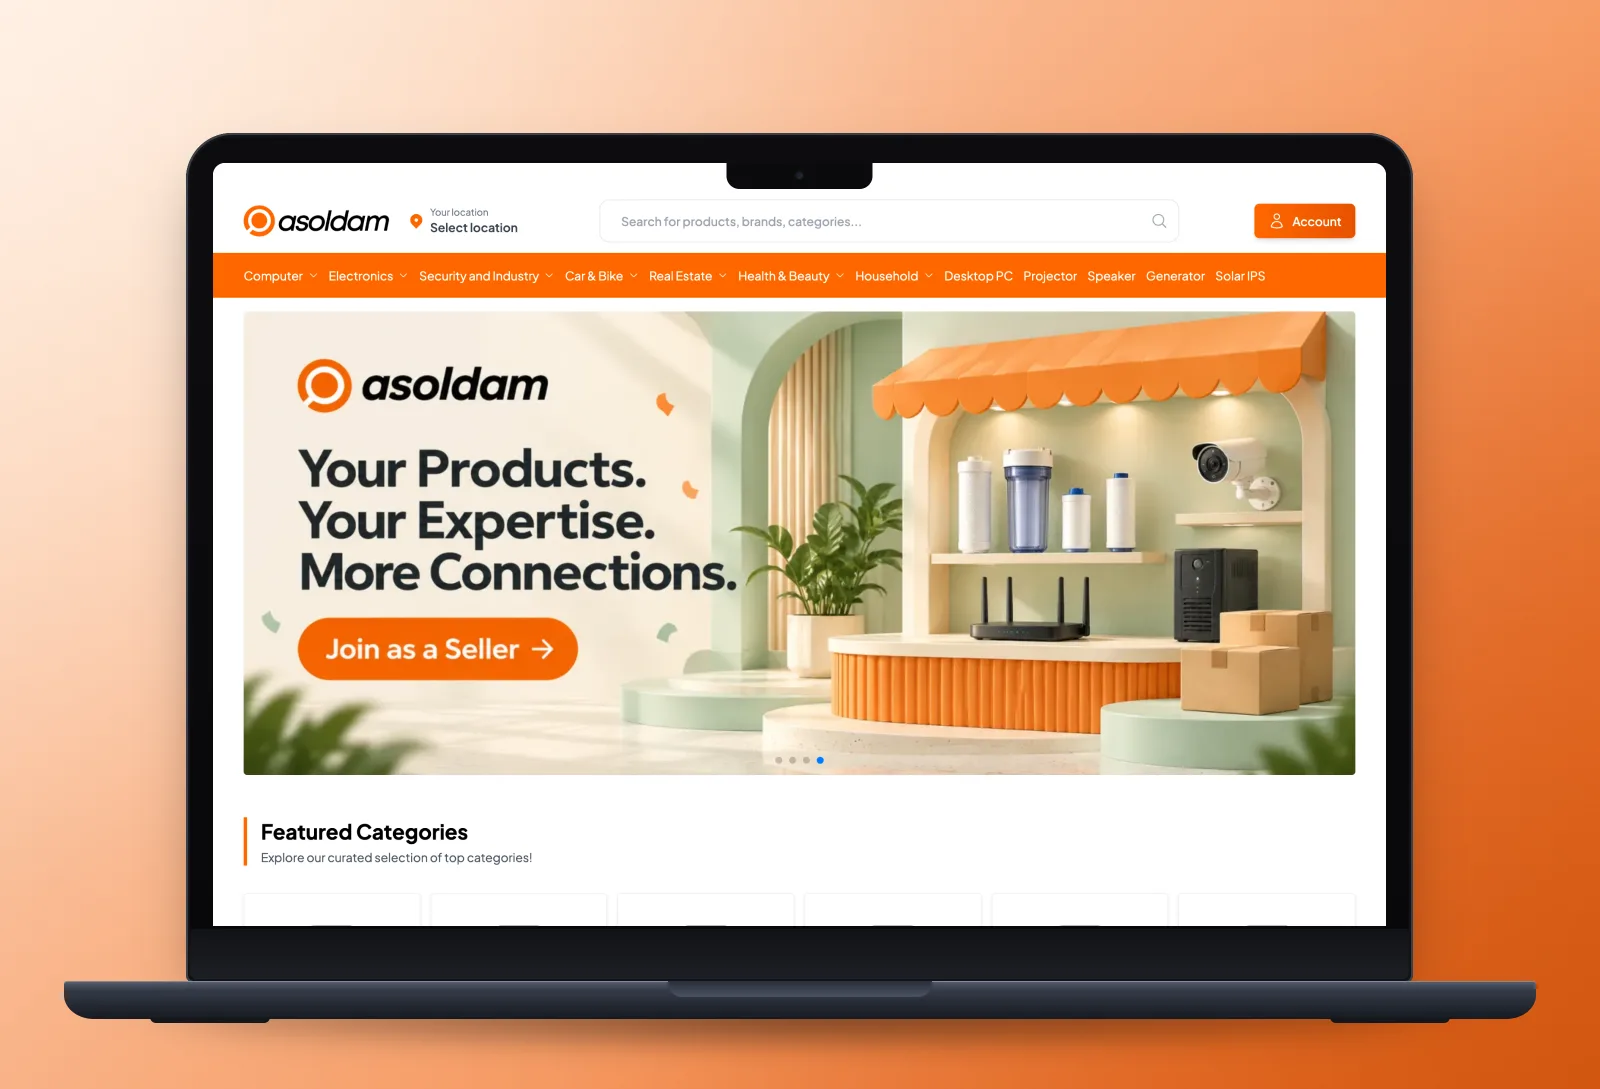 asoldam
Your location
Select location
Search for products, brands, categories...
Account
Computer Electronics Security and Industry Car & Bike Real Estate Health & Beauty Household Desktop PC Projector Speaker Generator Solar IPS
asoldam
Your Products.
Your Expertise.
More Connections.
Join as a Seller →
Featured Categories
Explore our curated selection of top categories!